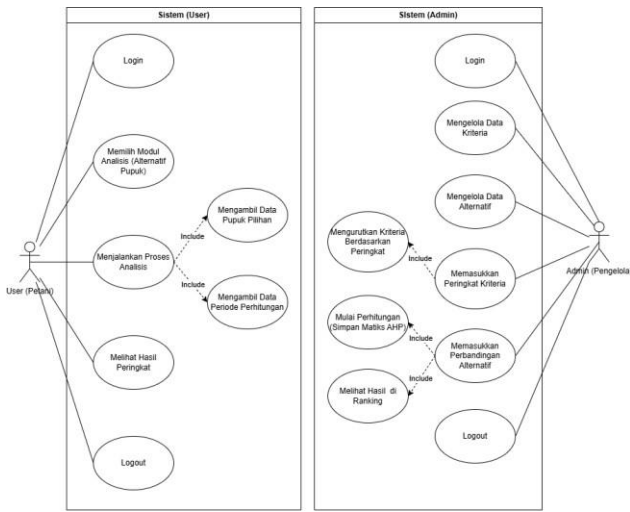 Sistem (User)
Login
Memilih Modul
Analisis (Alternatif
Pupuk)
Mengambil Data
Pupuk Pilihan
Include
Menjalankan Proses
Analisis
Include
Mengambil Data
Periode Perhitungan
User (Petani)
Melihat Hasil
Peringkat
Logout
SIstem (Admin)
Login
Mengelola Data
Kriteria
Mengelola Data
Alternatif
Mengurutkan Kriteria
Berdasarkan
Peringkat
Include
Memasukkan
Peringkat Kriteria
Admin (Pengelola)
Mulai Perhitungan
(Simpan Matiks AHP)
Include
Memasukkan
Perbandingan
Alternatif
Include
Melihat Hasil di
Ranking
Logout